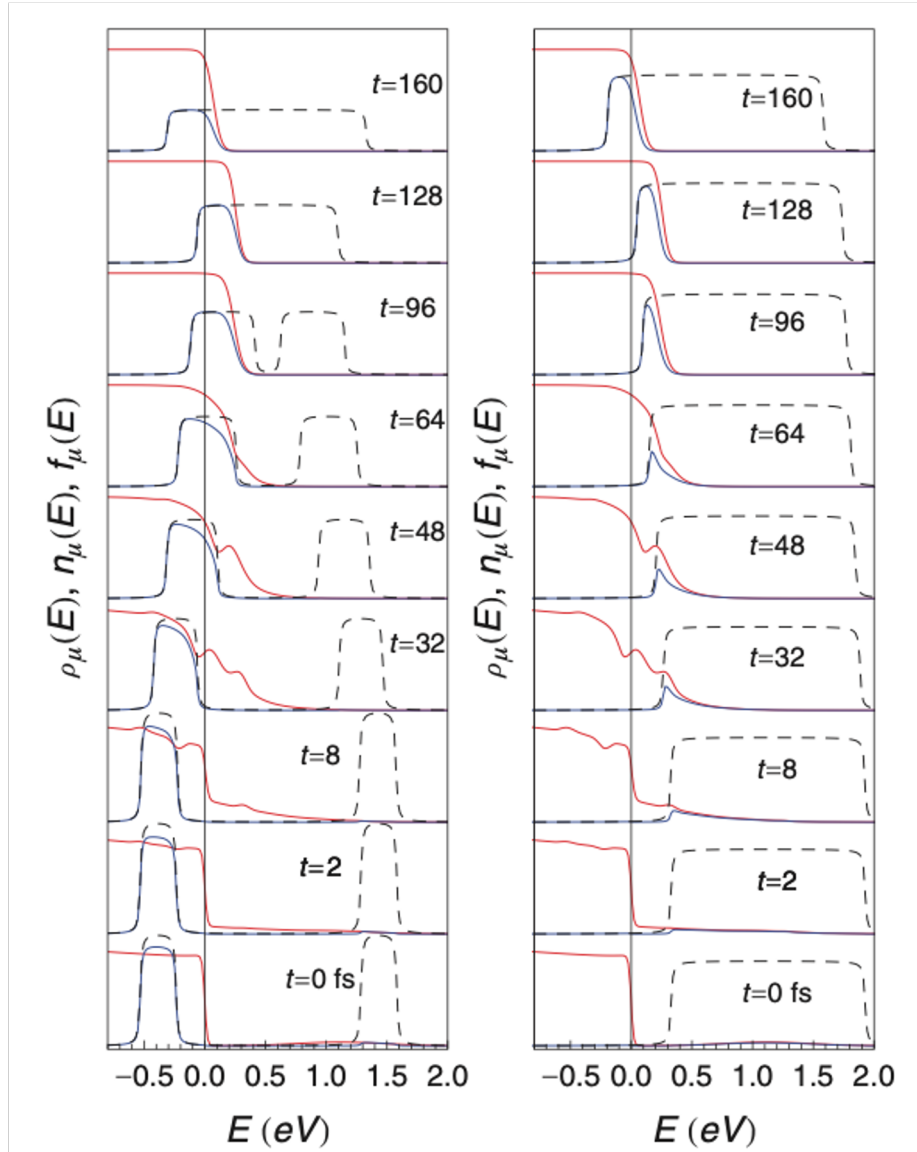 ρμ(E), nμ(E), fμ(E)
t=160
t=128
t=96
t=64
t=48
t=32
t=8
t=2
t=0 fs
−0.5 0.0 0.5 1.0 1.5 2.0
E (eV)
ρμ(E), nμ(E), fμ(E)
t=160
t=128
t=96
t=64
t=48
t=32
t=8
t=2
t=0 fs
−0.5 0.0 0.5 1.0 1.5 2.0
E (eV)